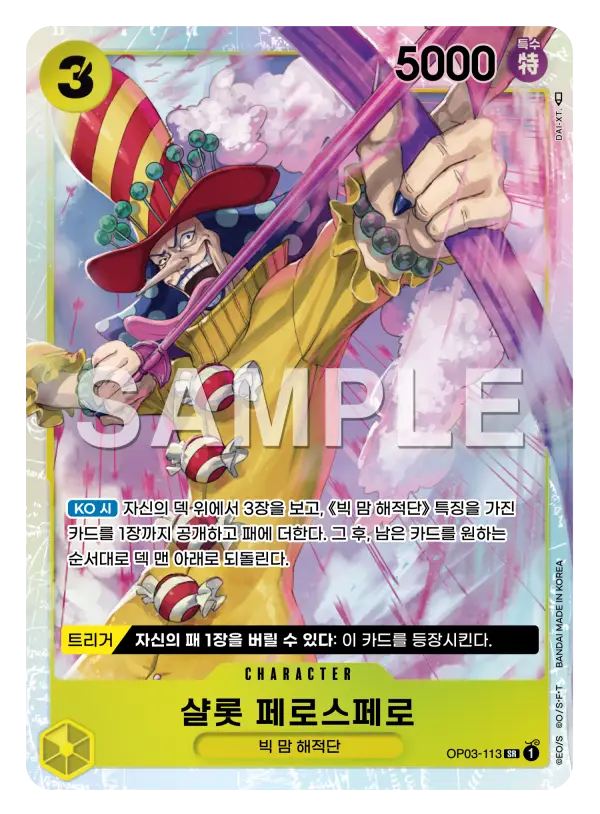 3
5000
특수
特
DAI-XT.
SAMPLE
KO 시 자신의 덱 위에서 3장을 보고, 《빅 맘 해적단》 특징을 가진
카드를 1장까지 공개하고 패에 더한다. 그 후, 남은 카드를 원하는
순서대로 덱 맨 아래로 되돌린다.
트리거 자신의 패 1장을 버릴 수 있다: 이 카드를 등장시킨다.
CHARACTER
샬롯 페로스페로
빅 맘 해적단
OP03-113 SR 1
©E.O/S ©O/S·F·T BANDAI MADE IN KOREA